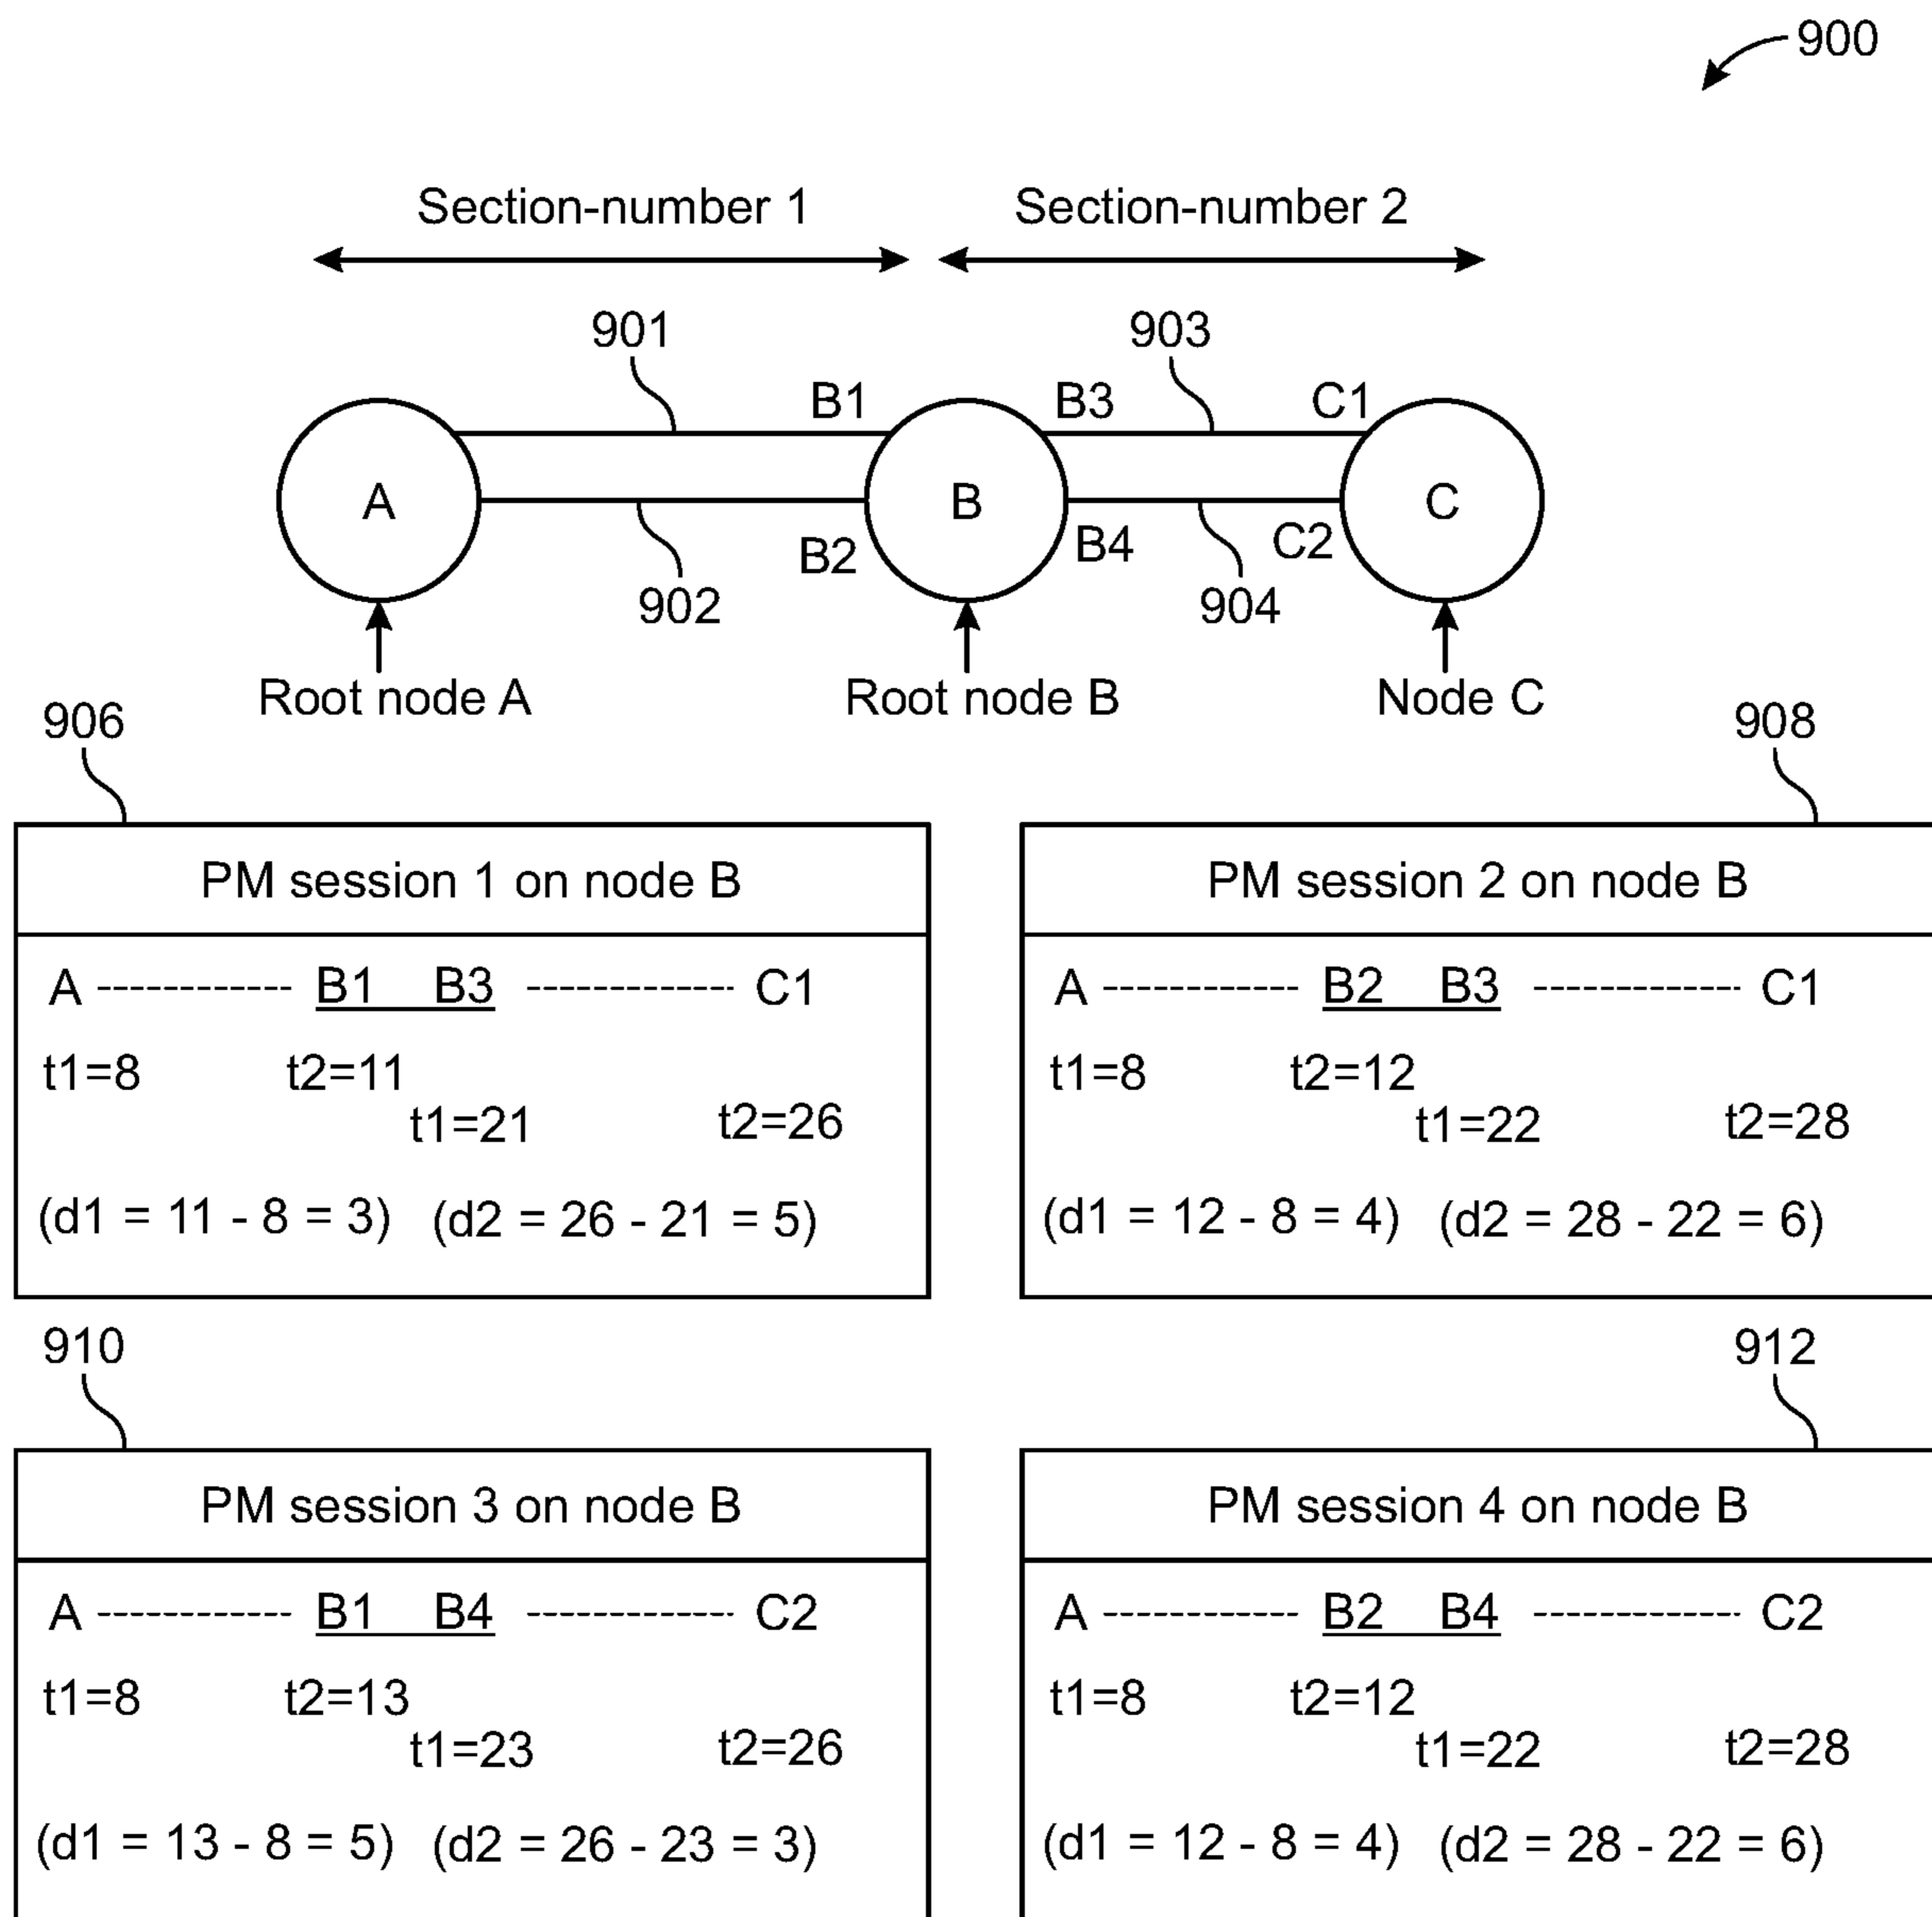 900
Section-number 1 Section-number 2
901 903
B1 B3 C1
A B C
B2 B4 C2
902 904
Root node A Root node B Node C
906 908
PM session 1 on node B
A ------------ B1 B3 ------------- C1
t1=8 t2=11
t1=21 t2=26
(d1 = 11 - 8 = 3) (d2 = 26 - 21 = 5)
PM session 2 on node B
A ------------ B2 B3 ------------- C1
t1=8 t2=12
t1=22 t2=28
(d1 = 12 - 8 = 4) (d2 = 28 - 22 = 6)
910 912
PM session 3 on node B
A ------------ B1 B4 ------------- C2
t1=8 t2=13
t1=23 t2=26
(d1 = 13 - 8 = 5) (d2 = 26 - 23 = 3)
PM session 4 on node B
A ------------ B2 B4 ------------- C2
t1=8 t2=12
t1=22 t2=28
(d1 = 12 - 8 = 4) (d2 = 28 - 22 = 6)